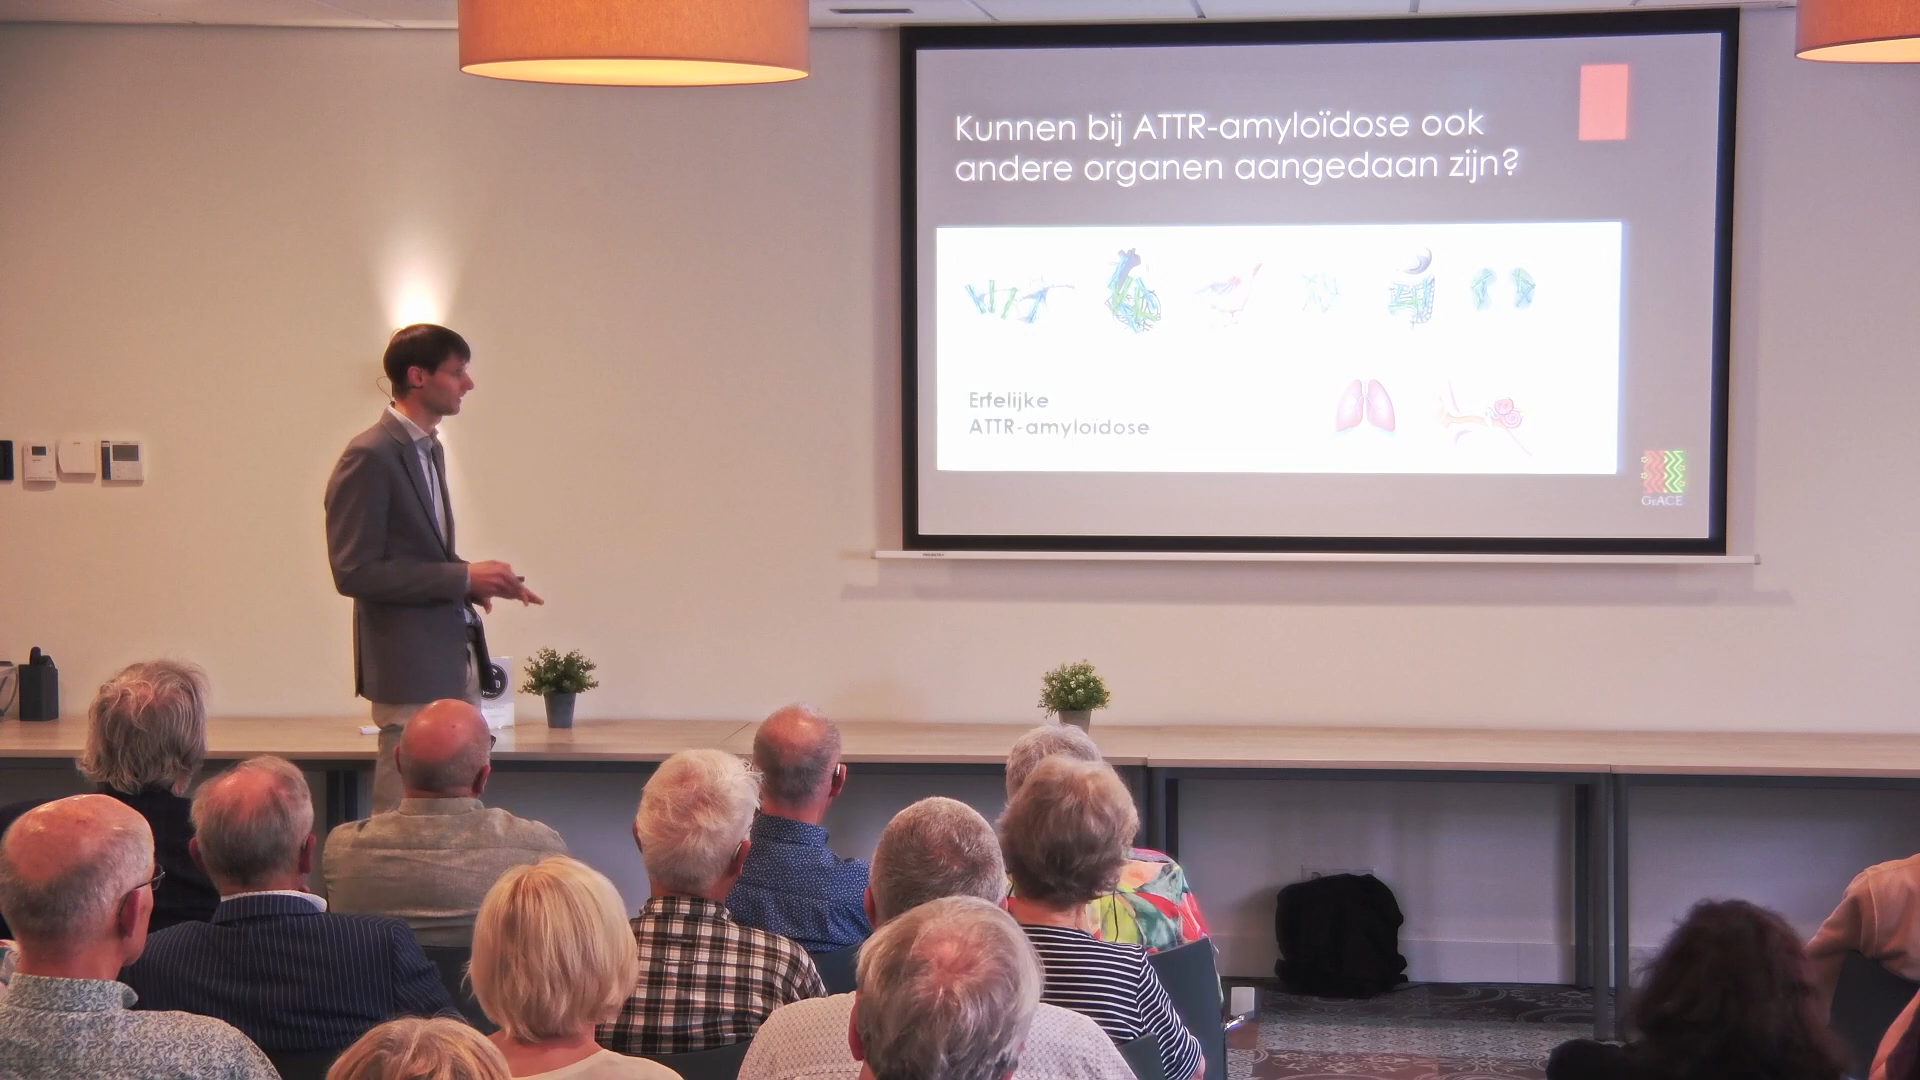 Kunnen bij ATTR-amyloïdose ook
andere organen aangedaan zijn?
Erfelijke
ATTR-amyloïdose
GrACE